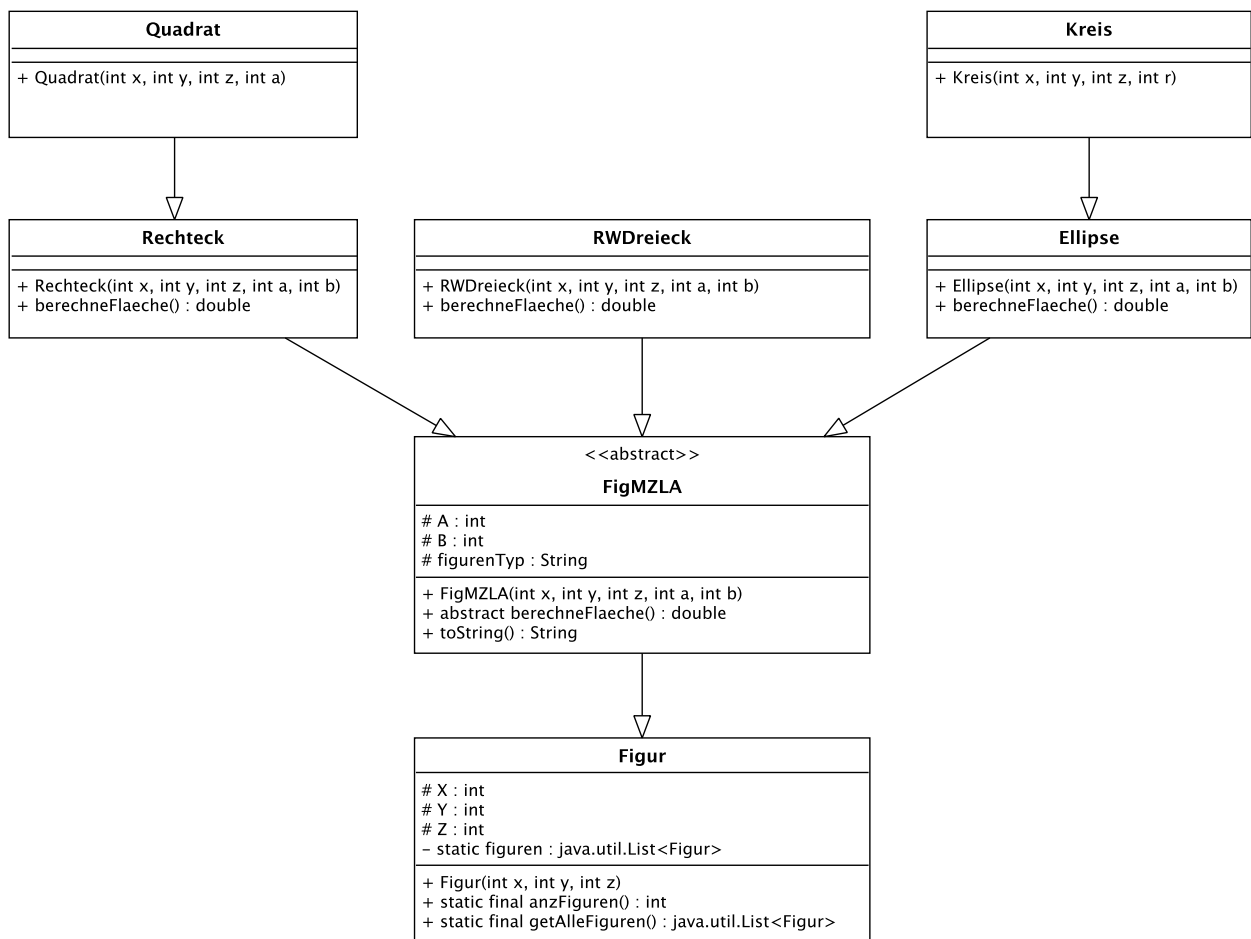 Quadrat
+ Quadrat(int x, int y, int z, int a)
Kreis
+ Kreis(int x, int y, int z, int r)
Rechteck
+ Rechteck(int x, int y, int z, int a, int b)
+ berechneFlaeche() : double
RWDreieck
+ RWDreieck(int x, int y, int z, int a, int b)
+ berechneFlaeche() : double
Ellipse
+ Ellipse(int x, int y, int z, int a, int b)
+ berechneFlaeche() : double
<<abstract>>
FigMZLA
# A : int
# B : int
# figurenTyp : String
+ FigMZLA(int x, int y, int z, int a, int b)
+ abstract berechneFlaeche() : double
+ toString() : String
Figur
# X : int
# Y : int
# Z : int
– static figuren : java.util.List<Figur>
+ Figur(int x, int y, int z)
+ static final anzFiguren() : int
+ static final getAlleFiguren() : java.util.List<Figur>